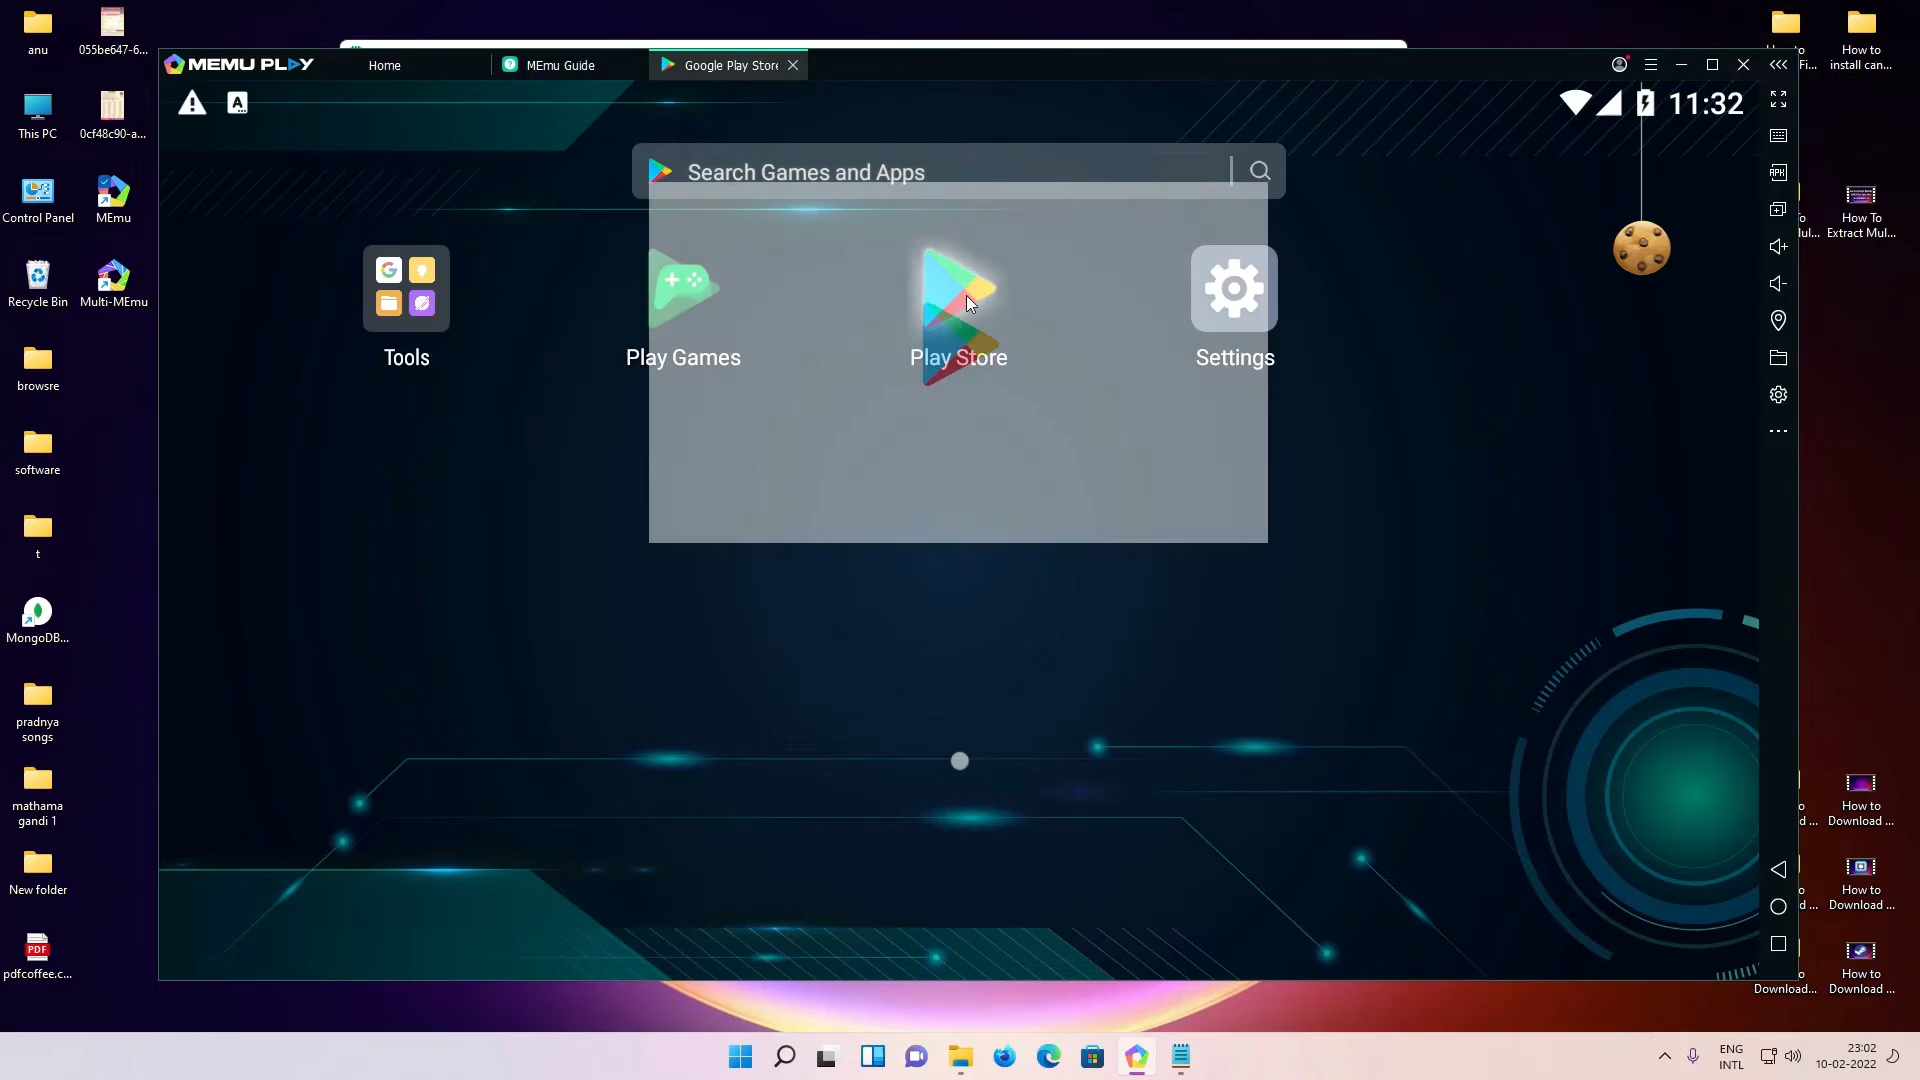 anu
055be647-6...
This PC
0cf48c90-a...
Control Panel
MEmu
Recycle Bin
Multi-MEmu
browsre
software
t
MongoDB...
pradnya
songs
mathama
gandi 1
New folder
PDF
pdfcoffee.c...
MEMU PLAY
Home
MEmu Guide
Google Play Store
11:32
Search Games and Apps
Tools
Play Games
Play Store
Settings
APK
How to
install can...
How To
Extract Mul...
How to
Download ...
How to
Download ...
Download...
How to
Download ...
ENG
INTL
23:02
10-02-2022